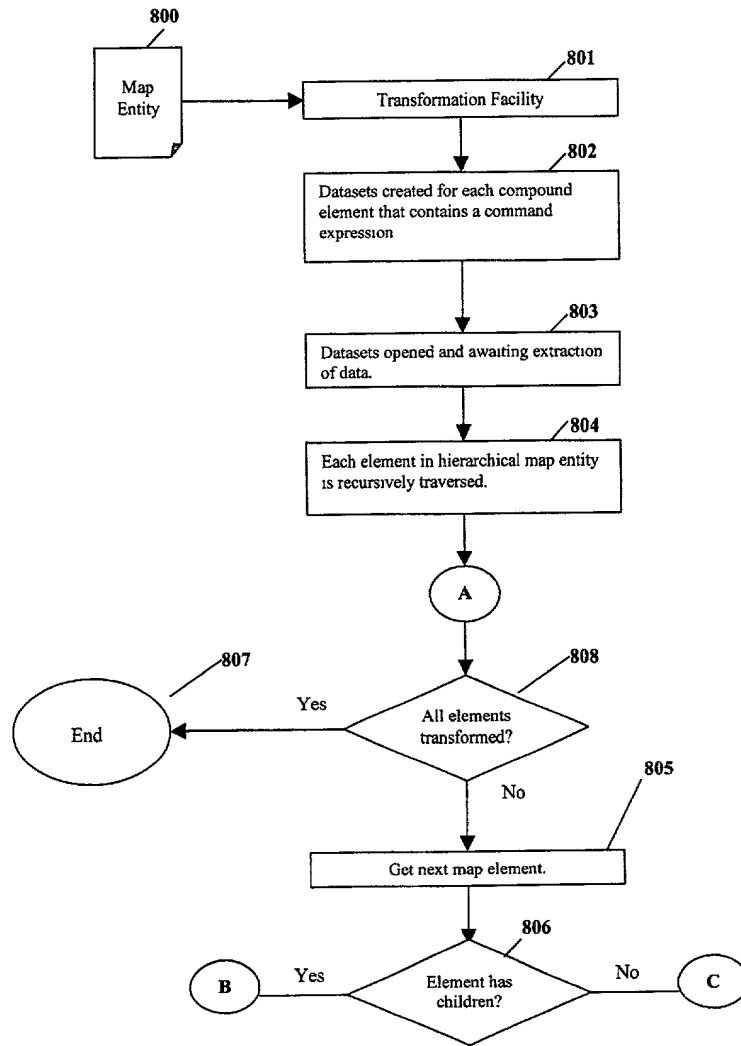 800
Map
Entity
801
Transformation Facility
802
Datasets created for each compound
element that contains a command
expression
803
Datasets opened and awaiting extraction
of data.
804
Each element in hierarchical map entity
is recursively traversed.
A
807
808
End
Yes
All elements
transformed?
No
805
Get next map element.
806
B
Yes
Element has
children?
No
C